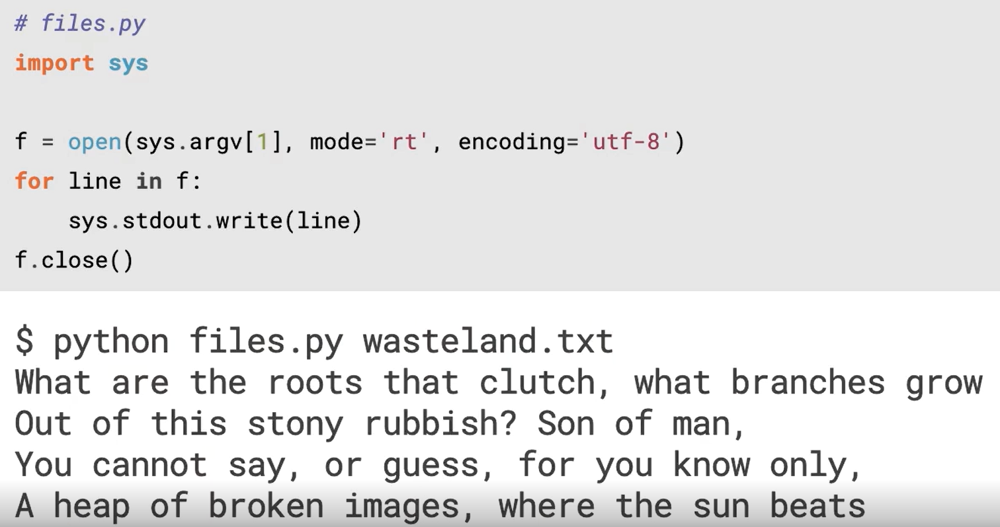 # files.py
import sys
f = open(sys.argv[1], mode='rt', encoding='utf-8')
for line in f:
    sys.stdout.write(line)
f.close()
$ python files.py wasteland.txt
What are the roots that clutch, what branches grow
Out of this stony rubbish? Son of man,
You cannot say, or guess, for you know only,
A heap of broken images, where the sun beats